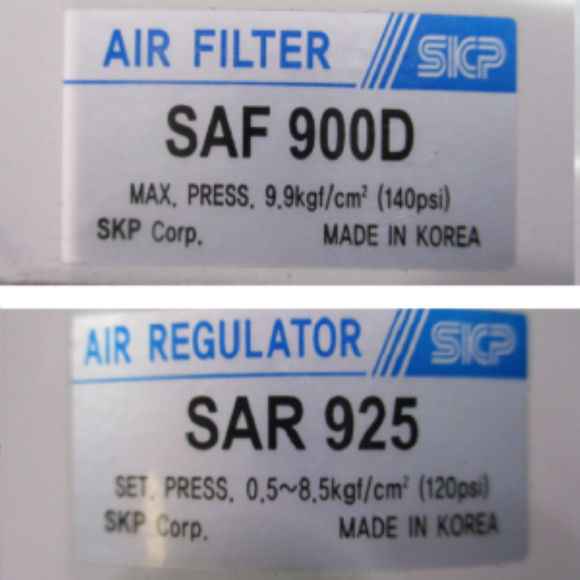 AIR FILTER SKP
SAF 900D
MAX. PRESS. 9.9kgf/cm² (140psi)
SKP Corp. MADE IN KOREA
AIR REGULATOR SKP
SAR 925
SET. PRESS. 0.5~8.5kgf/cm² (120psi)
SKP Corp. MADE IN KOREA